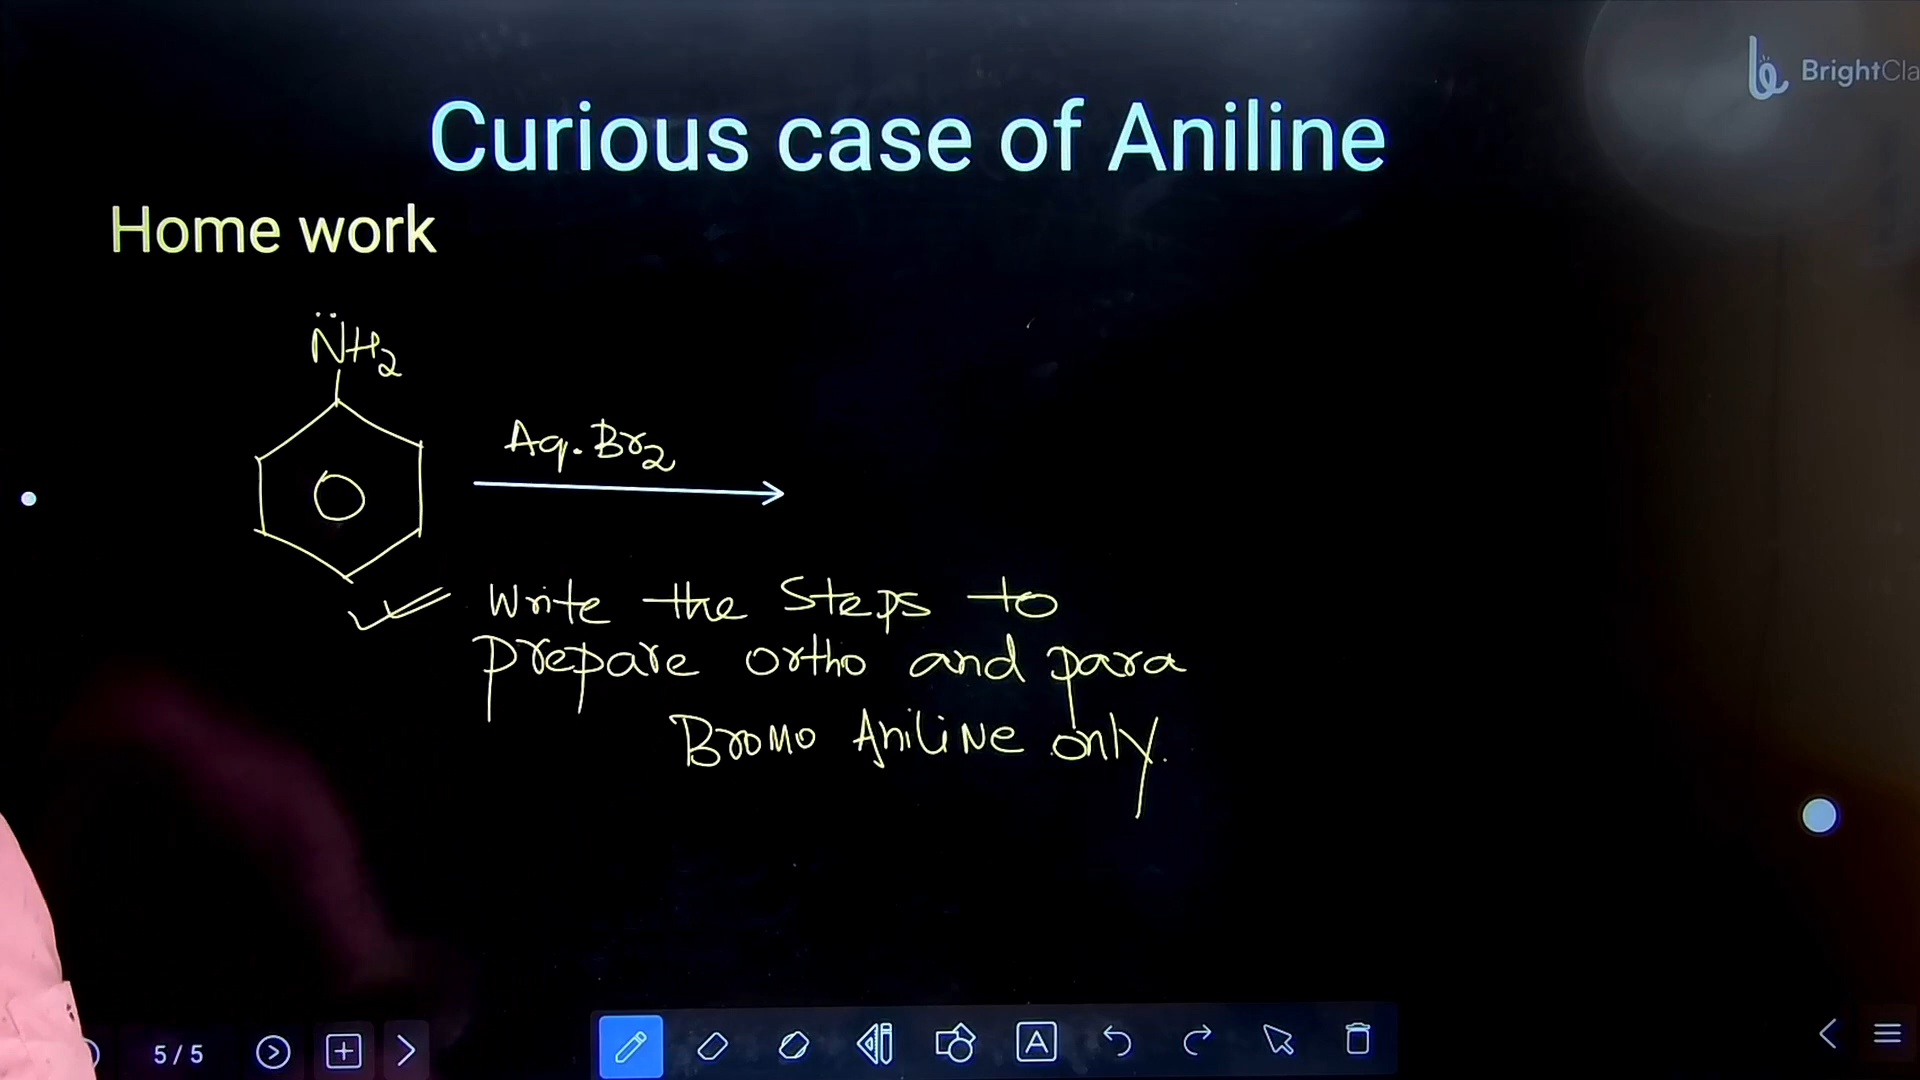 BrightCla
Curious case of Aniline
Home work
N̈H₂
Aq. Br₂
Write the Steps to
prepare ortho and para
Bromo Aniline only.
5 / 5
A